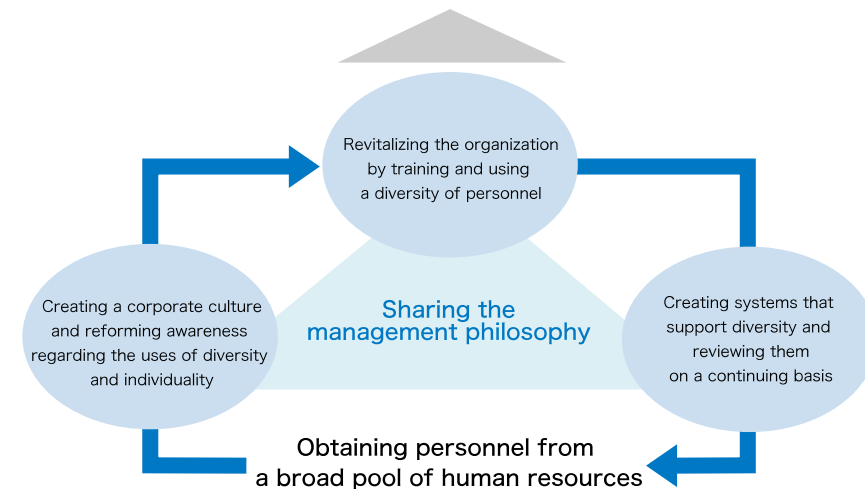 Revitalizing the organization
by training and using
a diversity of personnel
Creating a corporate culture
and reforming awareness
regarding the uses of diversity
and individuality
Sharing the
management philosophy
Creating systems that
support diversity and
reviewing them
on a continuing basis
Obtaining personnel from
a broad pool of human resources